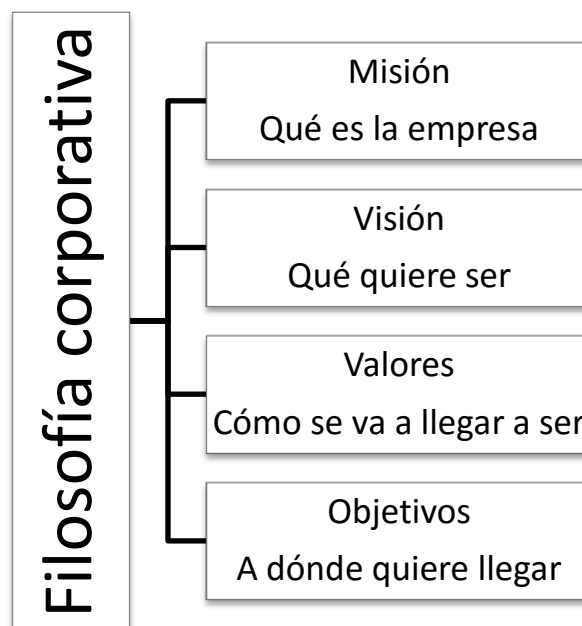 Filosofía corporativa
Misión
Qué es la empresa
Visión
Qué quiere ser
Valores
Cómo se va a llegar a ser
Objetivos
A dónde quiere llegar